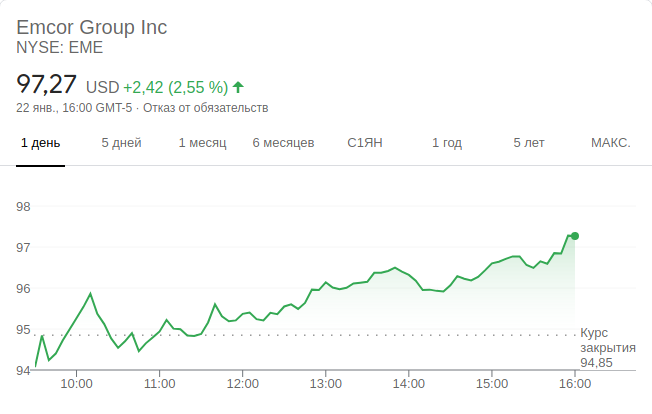 Emcor Group Inc
NYSE: EME
97,27 USD +2,42 (2,55 %)
22 янв., 16:00 GMT-5 · Отказ от обязательств
1 день 5 дней 1 месяц 6 месяцев С1ЯН 1 год 5 лет МАКС.
98
97
96
95
94
Курс
закрытия
94,85
10:00 11:00 12:00 13:00 14:00 15:00 16:00